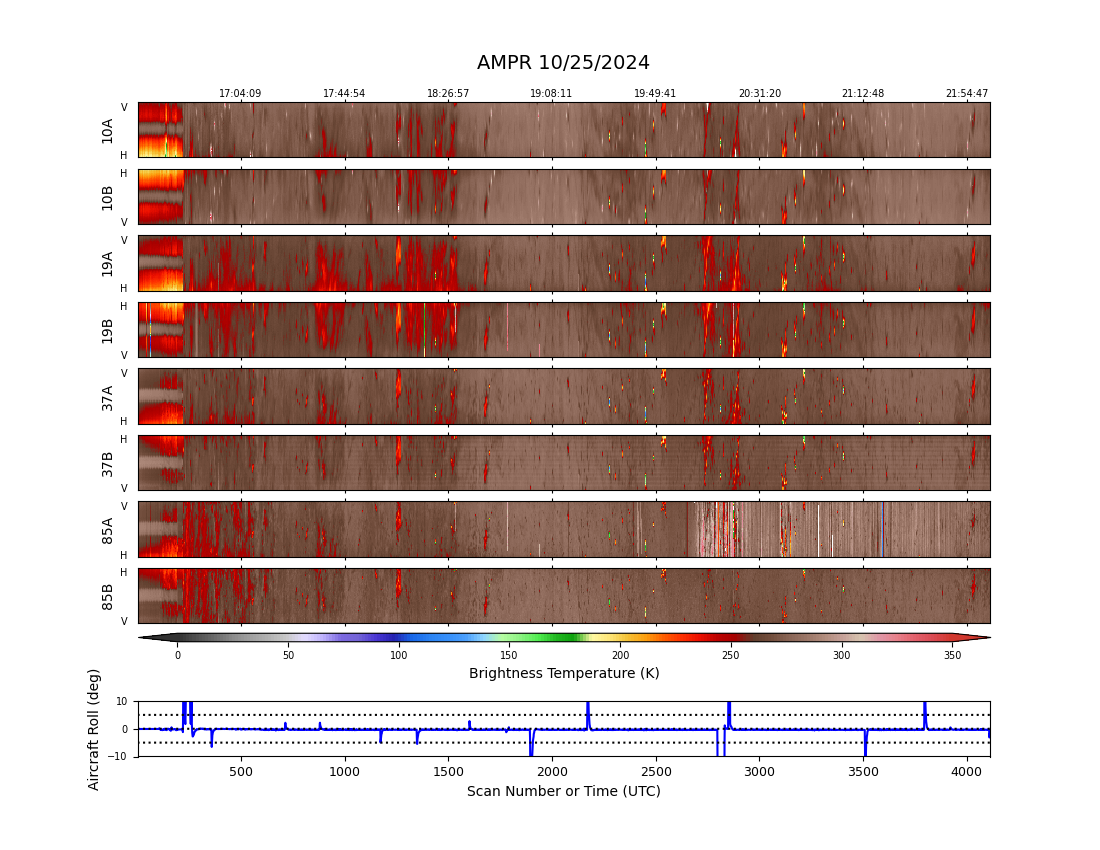 AMPR 10/25/2024
17:04:09 17:44:54 18:26:57 19:08:11 19:49:41 20:31:20 21:12:48 21:54:47
V
10A
H
H
10B
V
V
19A
H
H
19B
V
V
37A
H
H
37B
V
V
85A
H
H
85B
V
0 50 100 150 200 250 300 350
Brightness Temperature (K)
Aircraft Roll (deg)
10
0
−10
500 1000 1500 2000 2500 3000 3500 4000
Scan Number or Time (UTC)